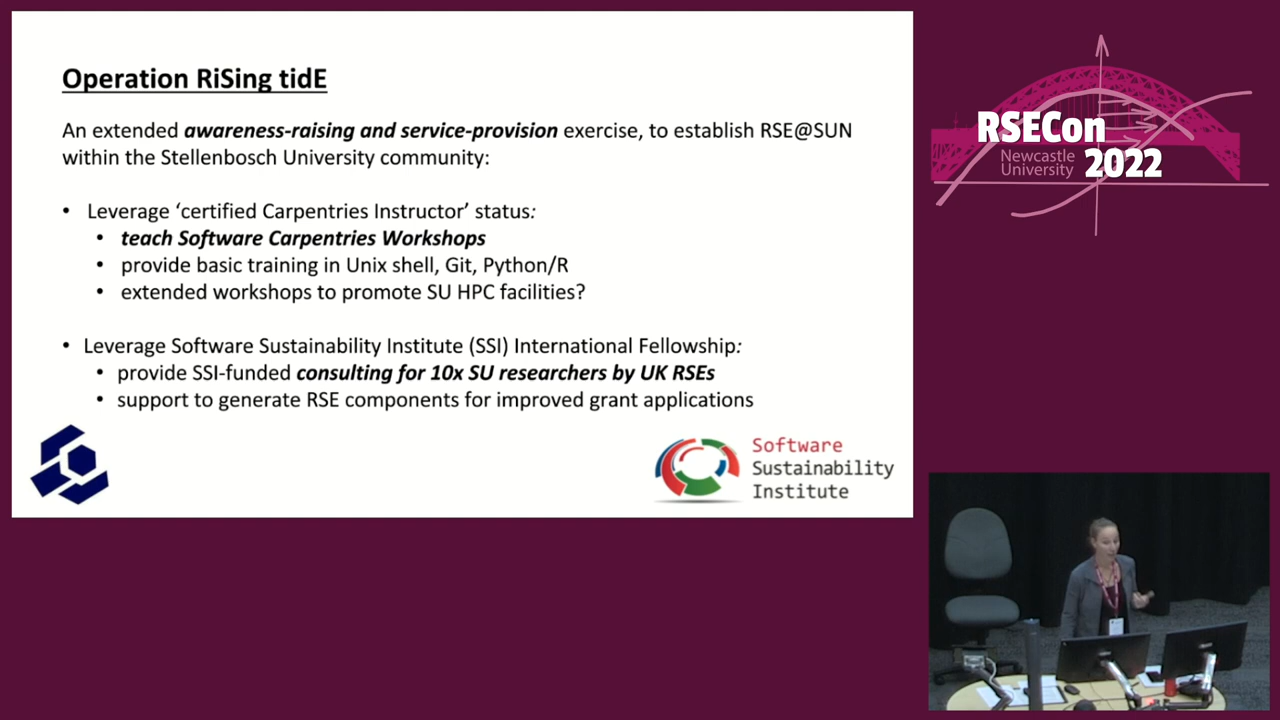 Operation RiSing tidE
An extended awareness-raising and service-provision exercise, to establish RSE@SUN
within the Stellenbosch University community:
• Leverage ‘certified Carpentries Instructor’ status:
• teach Software Carpentries Workshops
• provide basic training in Unix shell, Git, Python/R
• extended workshops to promote SU HPC facilities?
• Leverage Software Sustainability Institute (SSI) International Fellowship:
• provide SSI-funded consulting for 10x SU researchers by UK RSEs
• support to generate RSE components for improved grant applications
Software
Sustainability
Institute
RSECon
Newcastle
University
2022